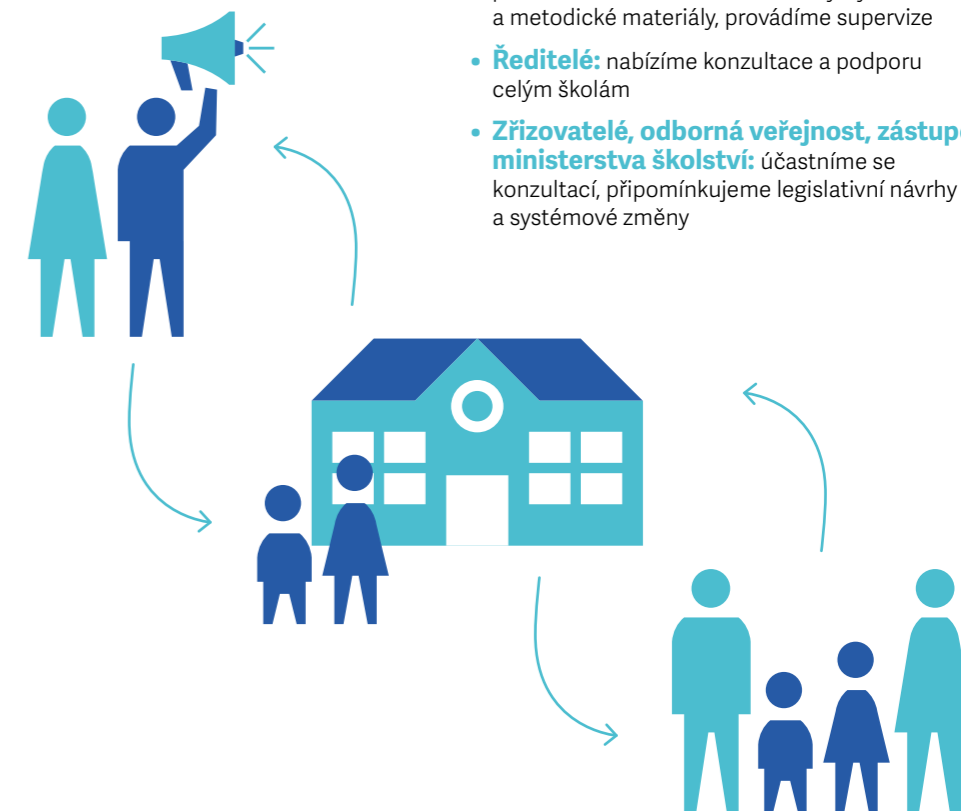 a metodické materiály, provádíme supervize
• Ředitelé: nabízíme konzultace a podporu
celým školám
• Zřizovatelé, odborná veřejnost,
ministerstva školství: účastníme se
konzultací, připomínkujeme legislativní návrhy
a systémové změny